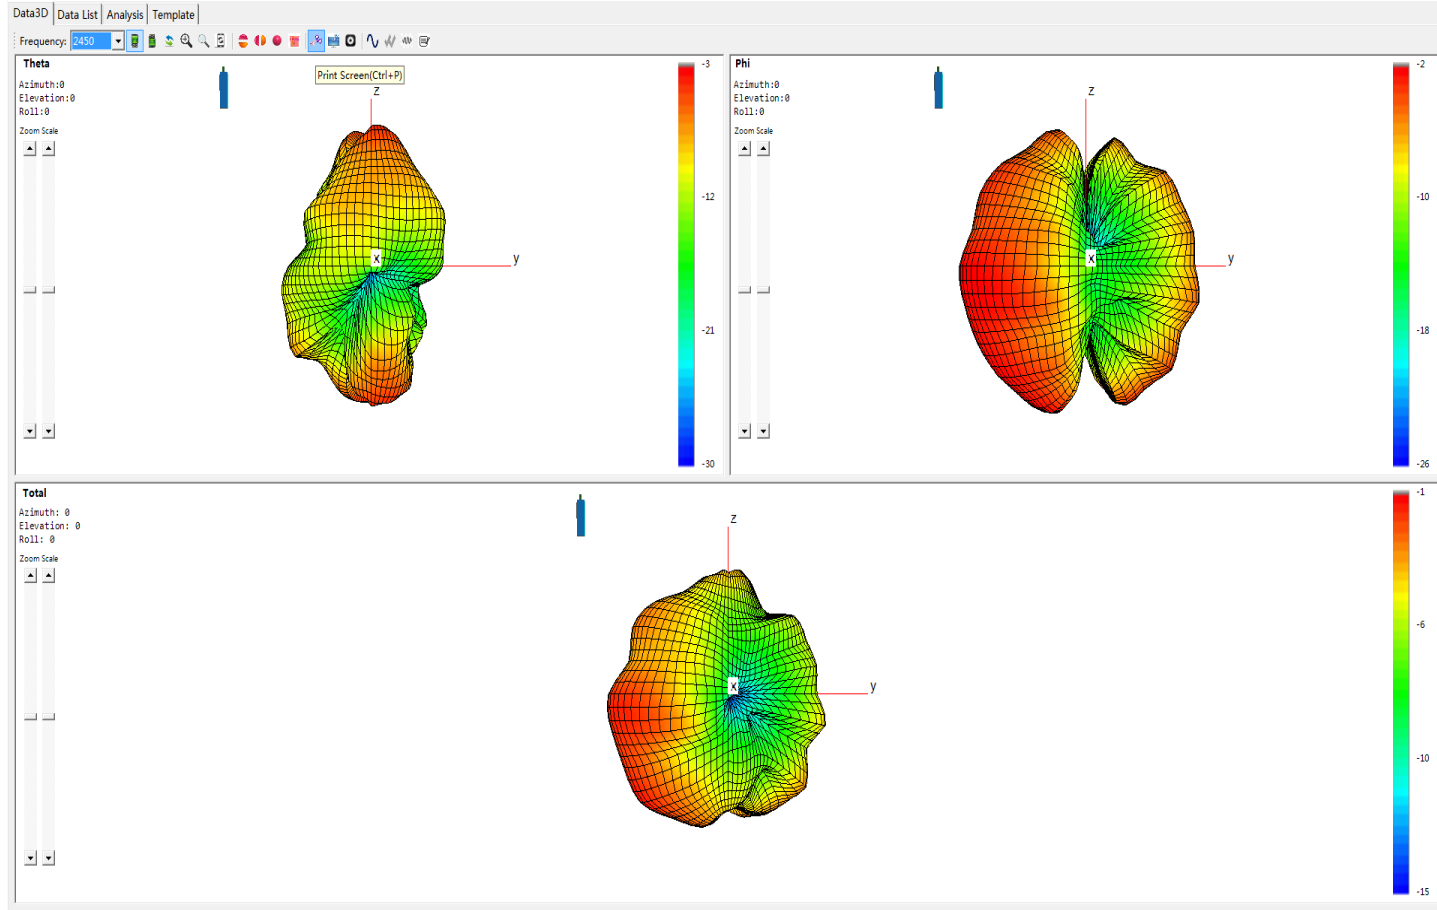 Data3D Data List Analysis Template
Frequency: 2450
Theta
Azimuth:0
Elevation:0
Roll:0
Zoom Scale
Print Screen(Ctrl+P)
z
x
y
-3
-12
-21
-30
Phi
Azimuth:0
Elevation:0
Roll:0
Zoom Scale
z
x
y
-2
-10
-18
-26
Total
Azimuth: 0
Elevation: 0
Roll: 0
Zoom Scale
z
x
y
-1
-6
-10
-15